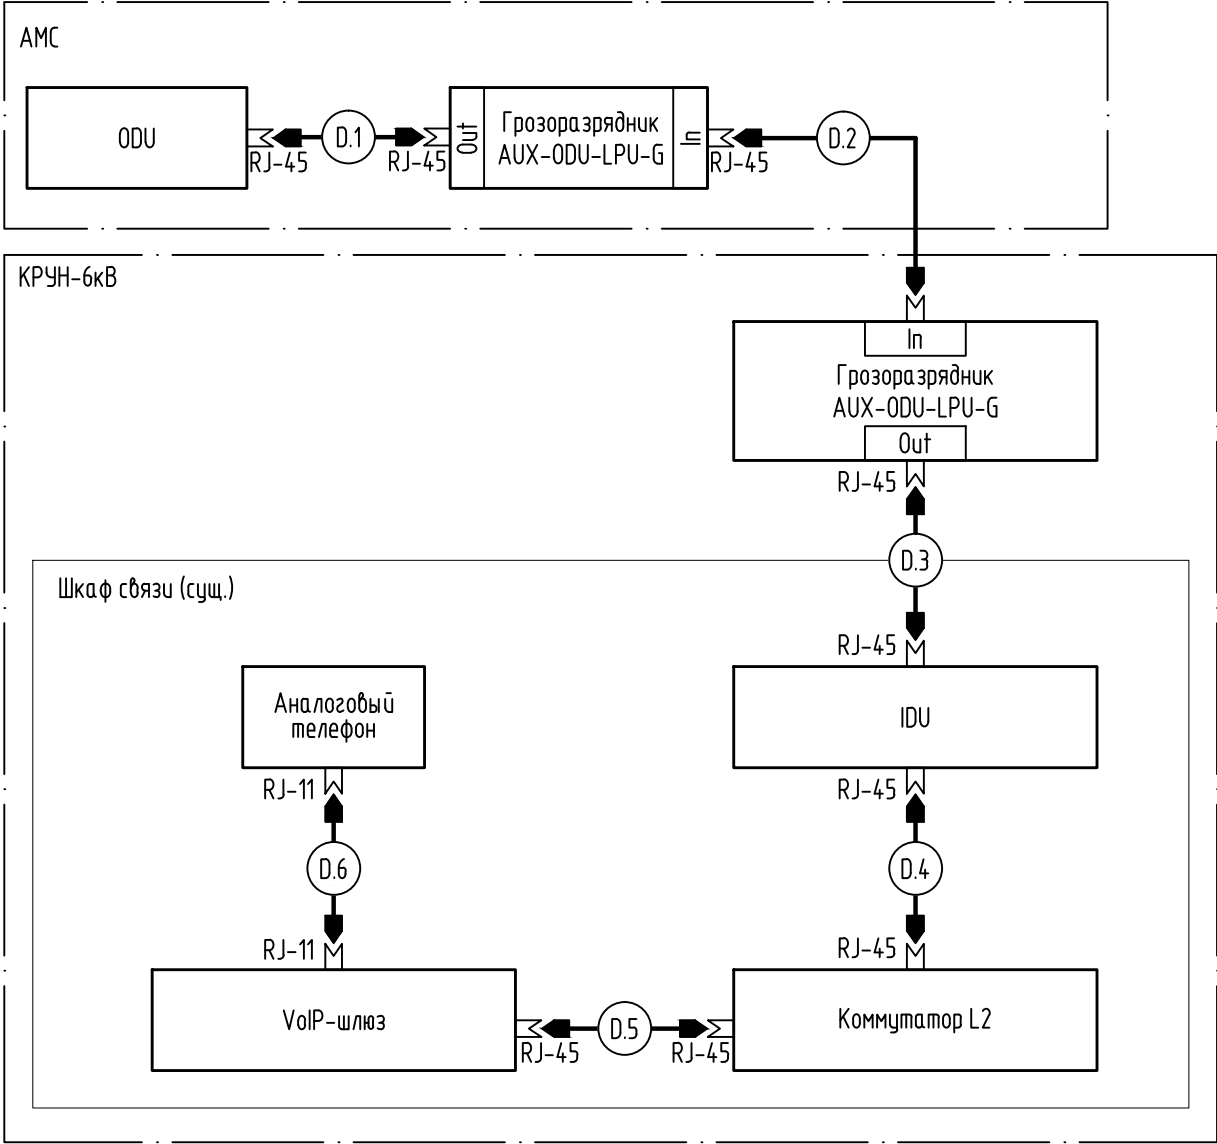 АМС
ODU
RJ-45
D.1
RJ-45
Out
Грозоразрядник
AUX-ODU-LPU-G
In
RJ-45
D.2
КРУН-6кВ
In
Грозоразрядник
AUX-ODU-LPU-G
Out
RJ-45
D.3
Шкаф связи (сущ.)
RJ-45
IDU
RJ-45
D.4
RJ-45
Коммутатор L2
Аналоговый
телефон
RJ-11
D.6
RJ-11
VoIP-шлюз
RJ-45
D.5
RJ-45